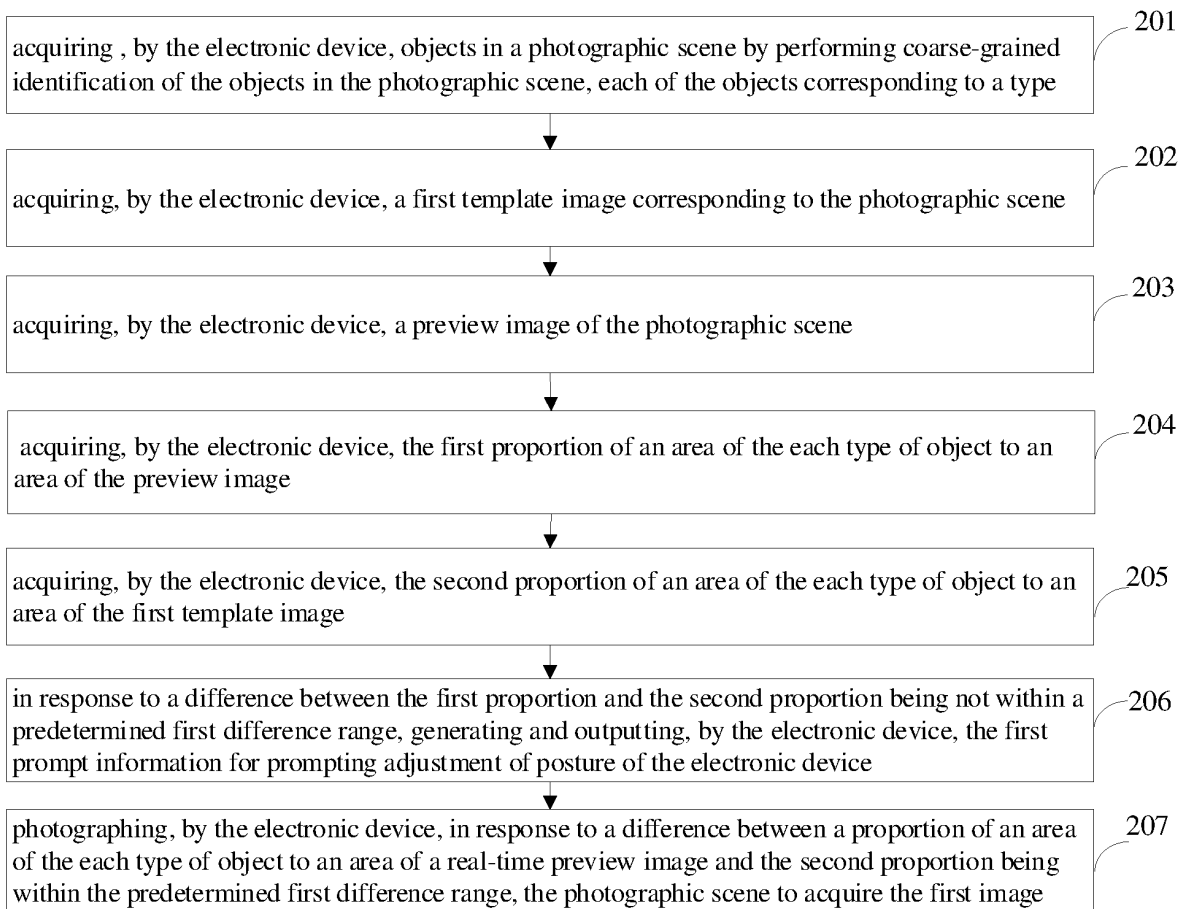 201
acquiring , by the electronic device, objects in a photographic scene by performing coarse-grained
identification of the objects in the photographic scene, each of the objects corresponding to a type
202
acquiring, by the electronic device, a first template image corresponding to the photographic scene
203
acquiring, by the electronic device, a preview image of the photographic scene
204
acquiring, by the electronic device, the first proportion of an area of the each type of object to an
area of the preview image
205
acquiring, by the electronic device, the second proportion of an area of the each type of object to an
area of the first template image
206
in response to a difference between the first proportion and the second proportion being not within a
predetermined first difference range, generating and outputting, by the electronic device, the first
prompt information for prompting adjustment of posture of the electronic device
207
photographing, by the electronic device, in response to a difference between a proportion of an area
of the each type of object to an area of a real-time preview image and the second proportion being
within the predetermined first difference range, the photographic scene to acquire the first image